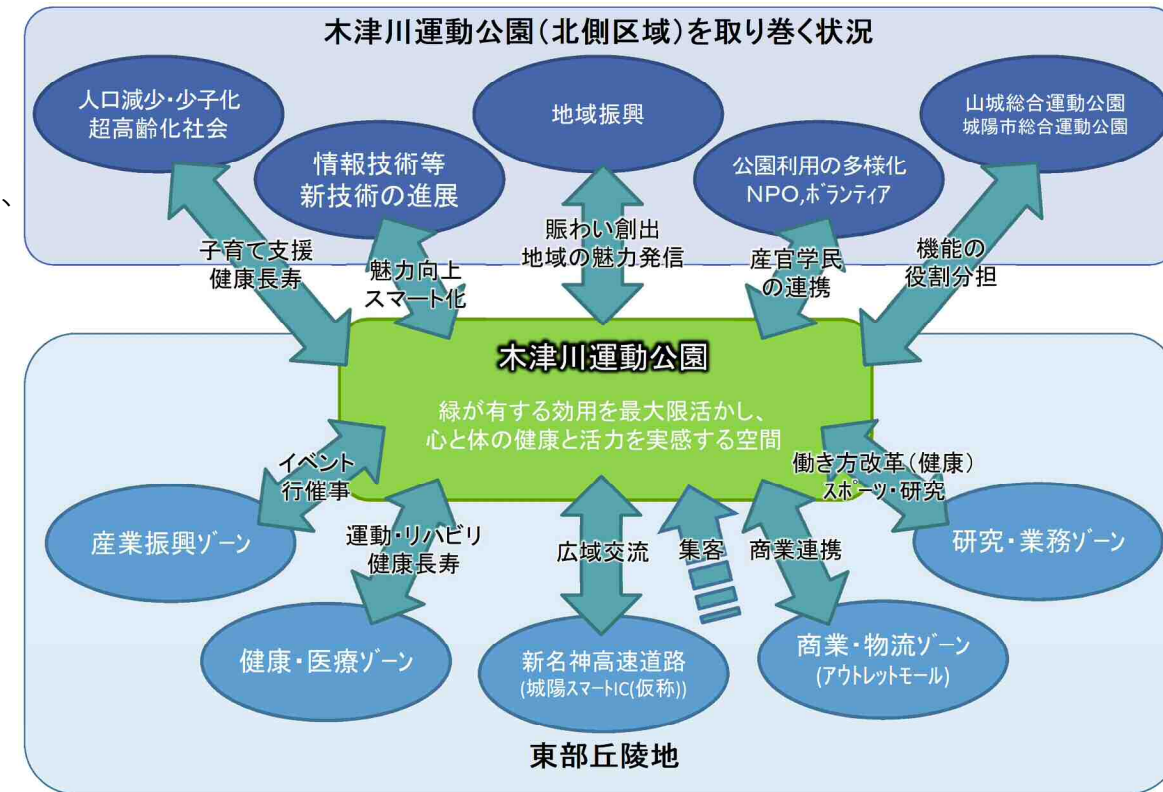 木津川運動公園(北側区域)を取り巻く状況
人口減少・少子化
超高齢化社会
情報技術等
新技術の進展
地域振興
公園利用の多様化
NPO,ボランティア
山城総合運動公園
城陽市総合運動公園
、
子育て支援
健康長寿
魅力向上
スマート化
賑わい創出
地域の魅力発信
産官学民
の連携
機能の
役割分担
木津川運動公園
緑が有する効用を最大限活かし、
心と体の健康と活力を実感する空間
イベント
行催事
運動・リハビリ
健康長寿
広域交流
集客
商業連携
働き方改革(健康)
スポーツ・研究
産業振興ゾーン
健康・医療ゾーン
新名神高速道路
(城陽スマートIC(仮称))
商業・物流ゾーン
(アウトレットモール)
研究・業務ゾーン
東部丘陵地